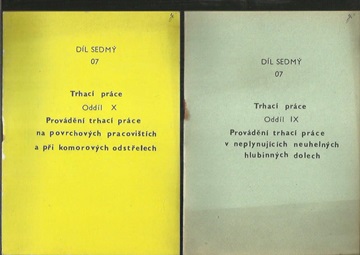 DÍL SEDMÝ
07
Trhací práce
Oddíl X
Provádění trhací práce
na povrchových pracovištích
a při komorových odstřelech
DÍL SEDMÝ
07
Trhací práce
Oddíl IX
Provádění trhací práce
v neplynujících neuhelných
hlubinných dolech